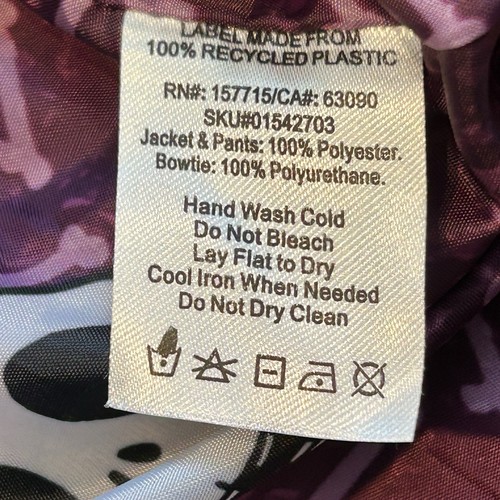 LABEL MADE FROM
100% RECYCLED PLASTIC
RN#: 157715/CA#: 63090
SKU#01542703
Jacket & Pants: 100% Polyester.
Bowtie: 100% Polyurethane.
Hand Wash Cold
Do Not Bleach
Lay Flat to Dry
Cool Iron When Needed
Do Not Dry Clean